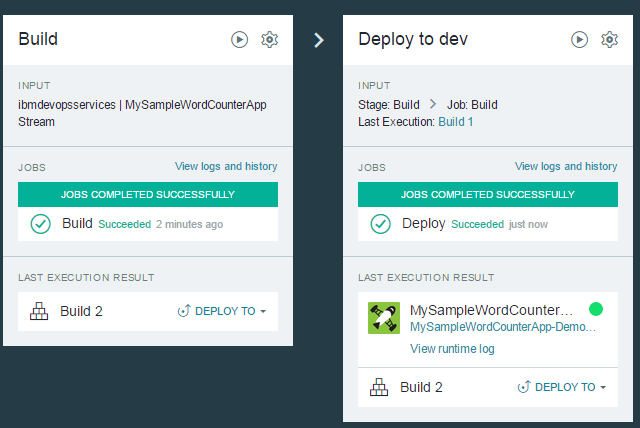 Build
INPUT
ibmdevopsservices | MySampleWordCounterApp
Stream
JOBS
View logs and history
JOBS COMPLETED SUCCESSFULLY
Build Succeeded 2 minutes ago
LAST EXECUTION RESULT
Build 2
DEPLOY TO
Deploy to dev
INPUT
Stage: Build > Job: Build
Last Execution: Build 1
JOBS
View logs and history
JOBS COMPLETED SUCCESSFULLY
Deploy Succeeded just now
LAST EXECUTION RESULT
MySampleWordCounter...
MySampleWordCounterApp-Demo...
View runtime log
Build 2
DEPLOY TO